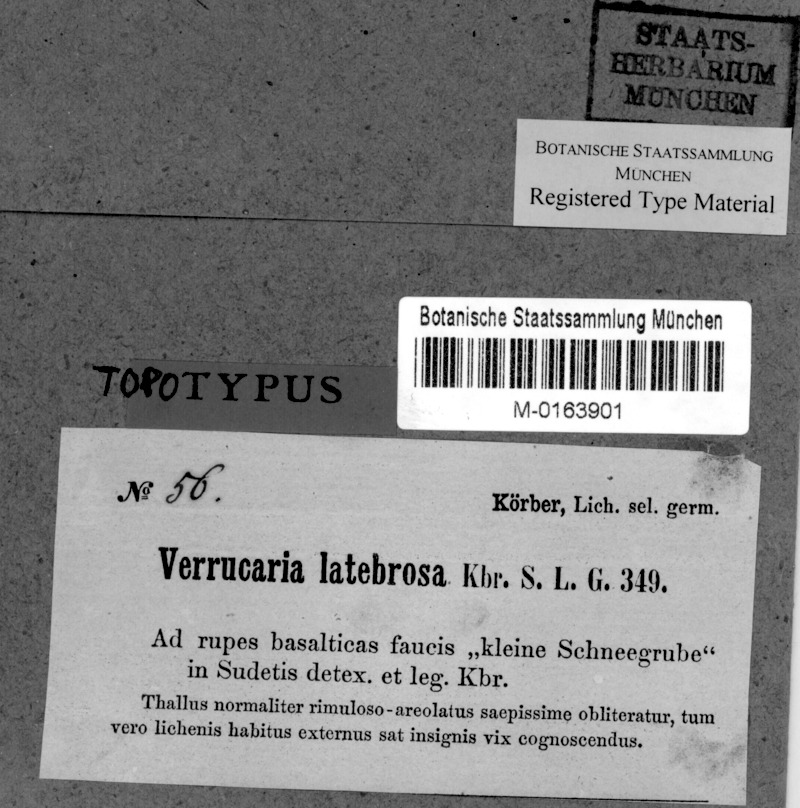 STAATS-
HERBARIUM
MÜNCHEN
BOTANISCHE STAATSSAMMLUNG
MÜNCHEN
Registered Type Material
Botanische Staatssammlung München
M-0163901
TOPOTYPUS
№ 56.
Körber, Lich. sel. germ.
Verrucaria latebrosa Kbr. S. L. G. 349.
Ad rupes basalticas faucis „kleine Schneegrube“
in Sudetis detex. et leg. Kbr.
Thallus normaliter rimuloso-areolatus saepissime obliteratur, tum
vero lichenis habitus externus sat insignis vix cognoscendus.